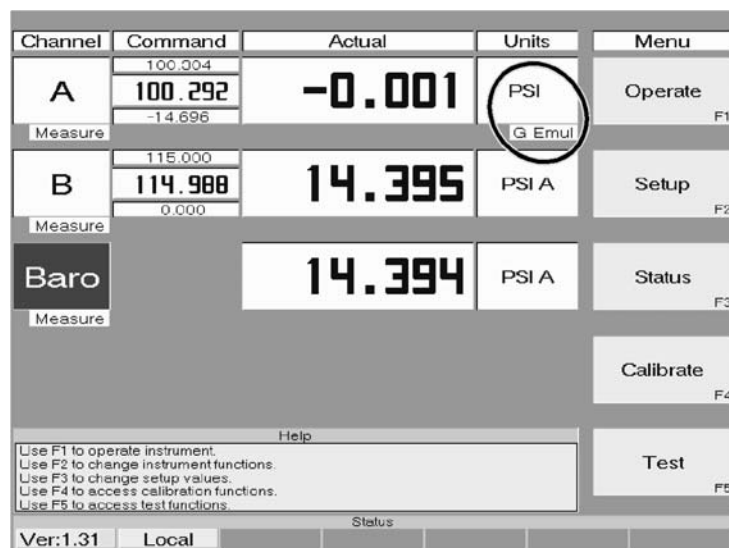 Channel Command Actual Units Menu
A 100.304 100.292 -14.696 -0.001 PSI G Emul Operate F1
Measure
B 115.000 114.988 0.000 14.395 PSI A Setup F2
Measure
Baro 14.394 PSI A Status F3
Measure
Calibrate F4
Test F5
Help
Use F1 to operate instrument.
Use F2 to change instrument functions.
Use F3 to change setup values.
Use F4 to access calibration functions.
Use F5 to access test functions.
Status
Ver:1.31 Local